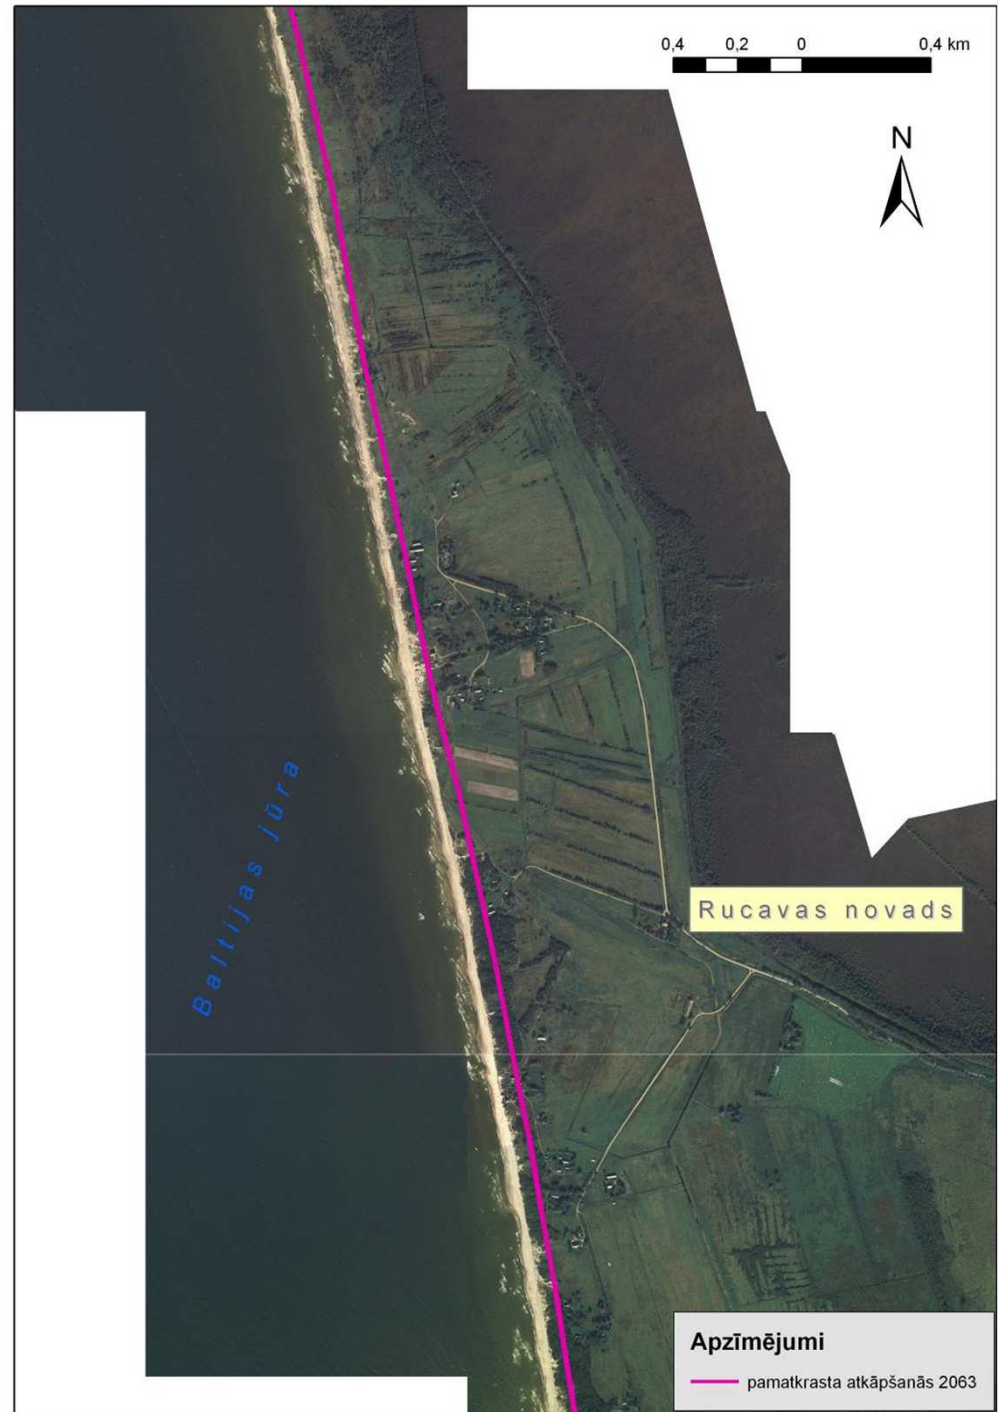 0,4 0,2 0 0,4 km
N
Baltijas jūra
Rucavas novads
Apzīmējumi
pamatkrasta atkāpšanās 2063